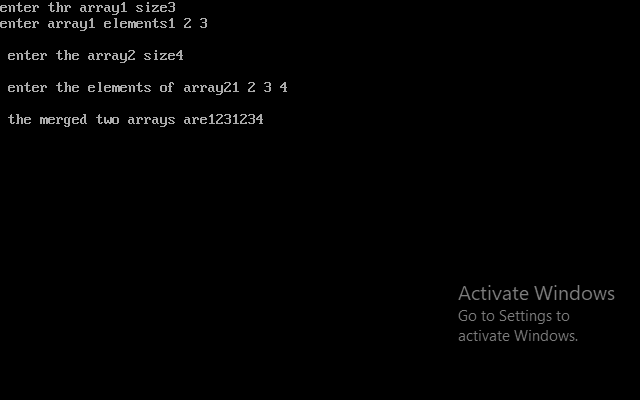 enter thr array1 size3
enter array1 elements1 2 3
enter the array2 size4
enter the elements of array21 2 3 4
the merged two arrays are1231234
Activate Windows
Go to Settings to
activate Windows.